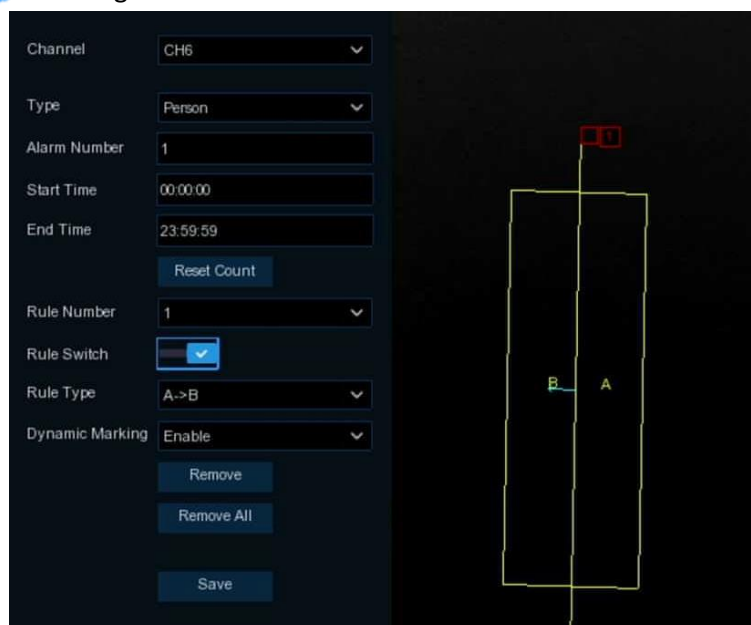 Channel CH6
Type Person
Alarm Number 1
Start Time 00:00:00
End Time 23:59:59
Reset Count
Rule Number 1
Rule Switch
Rule Type A->B
Dynamic Marking Enable
Remove
Remove All
Save
1
B A